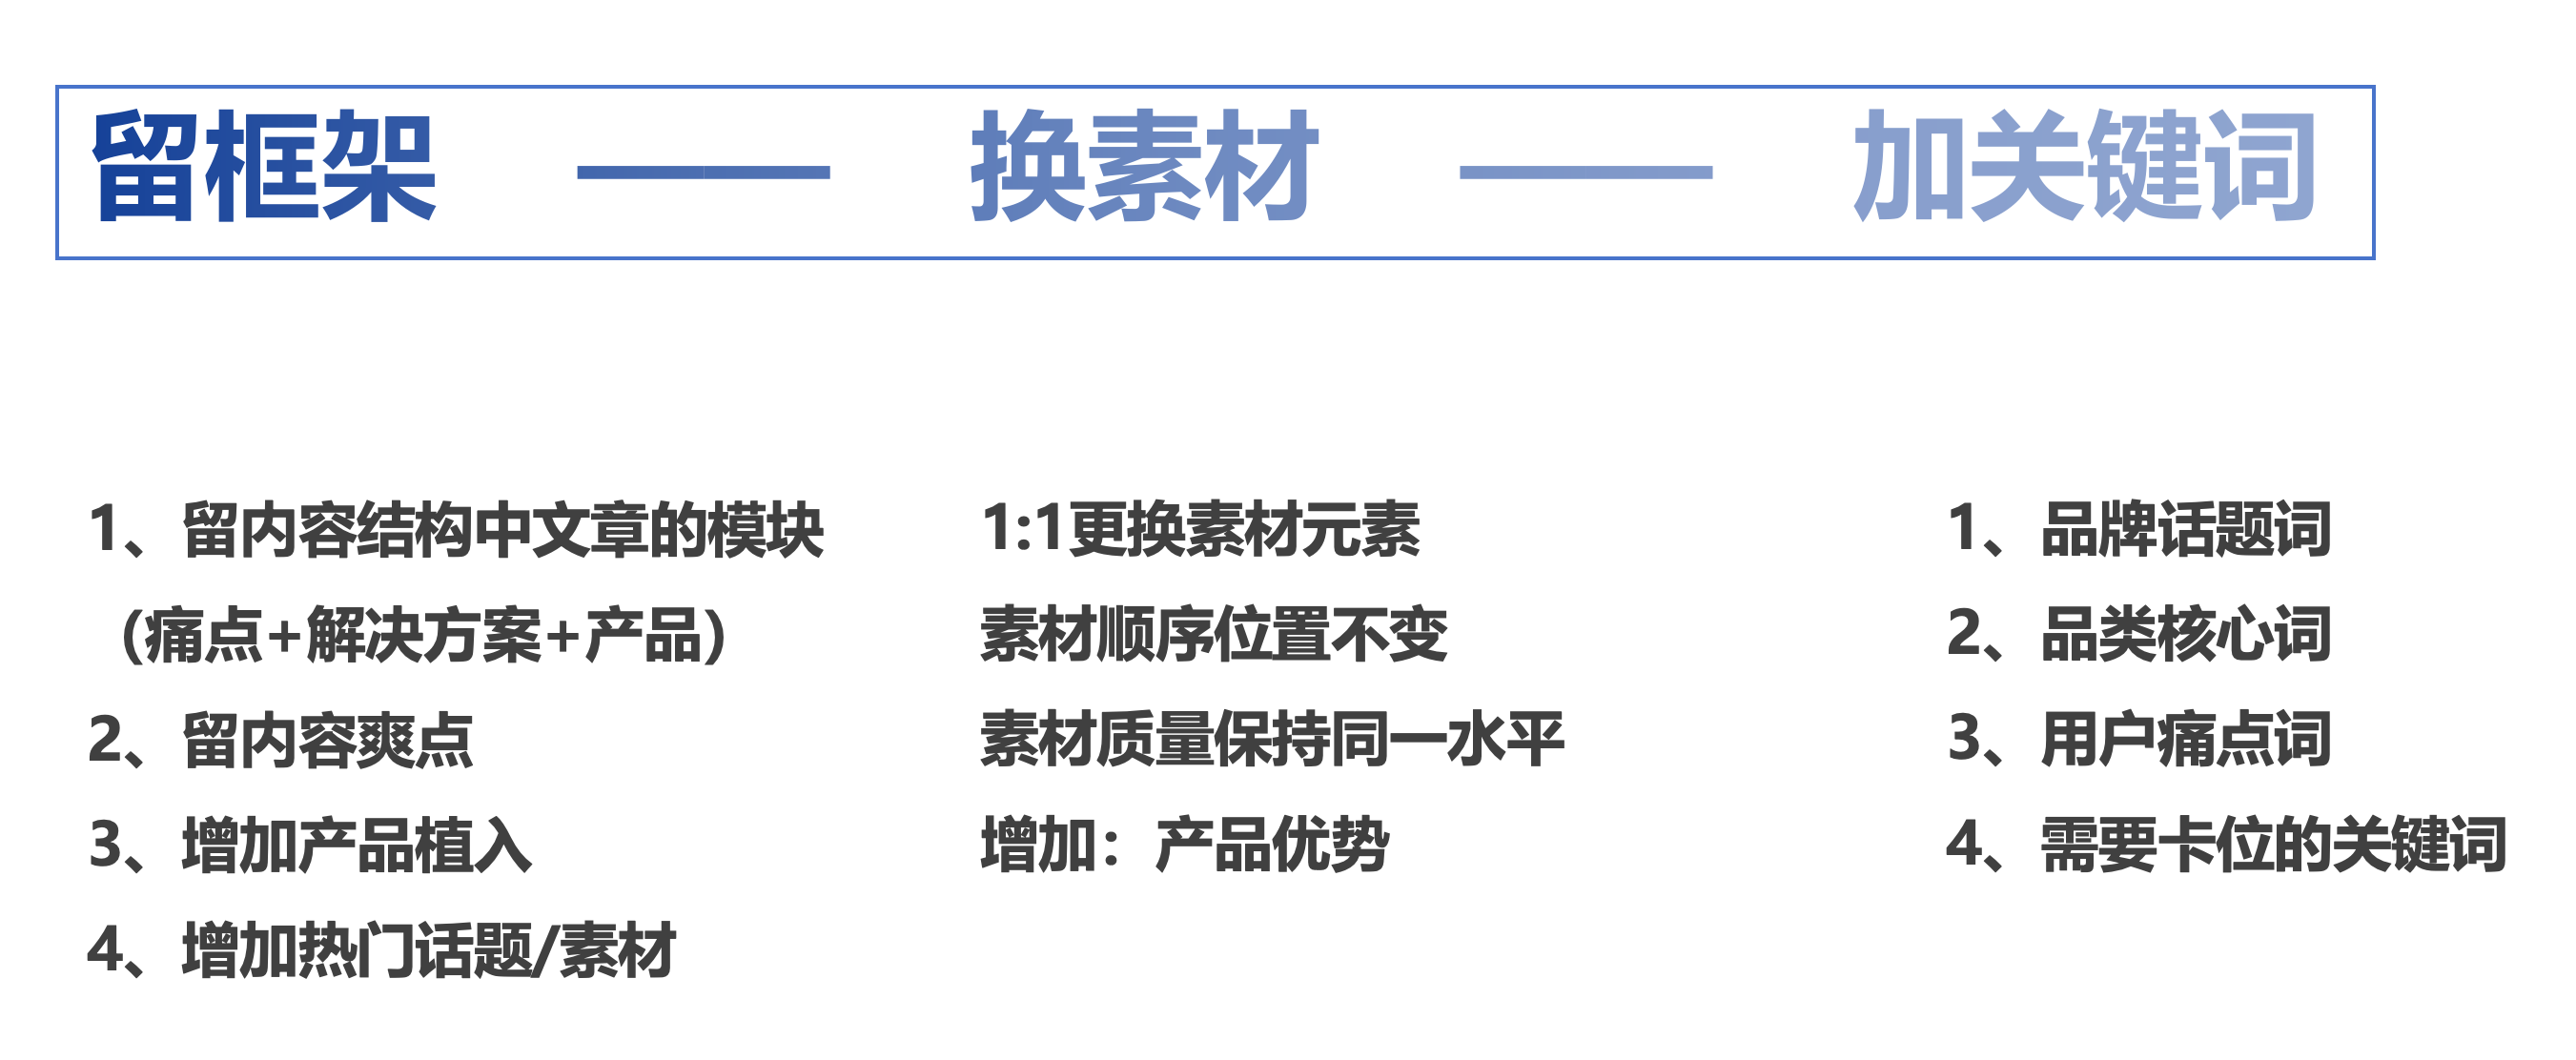 留框架 —— 换素材 —— 加关键词
1、留内容结构中文章的模块
(痛点+解决方案+产品)
2、留内容爽点
3、增加产品植入
4、增加热门话题/素材
1:1更换素材元素
素材顺序位置不变
素材质量保持同一水平
增加：产品优势
1、品牌话题词
2、品类核心词
3、用户痛点词
4、需要卡位的关键词